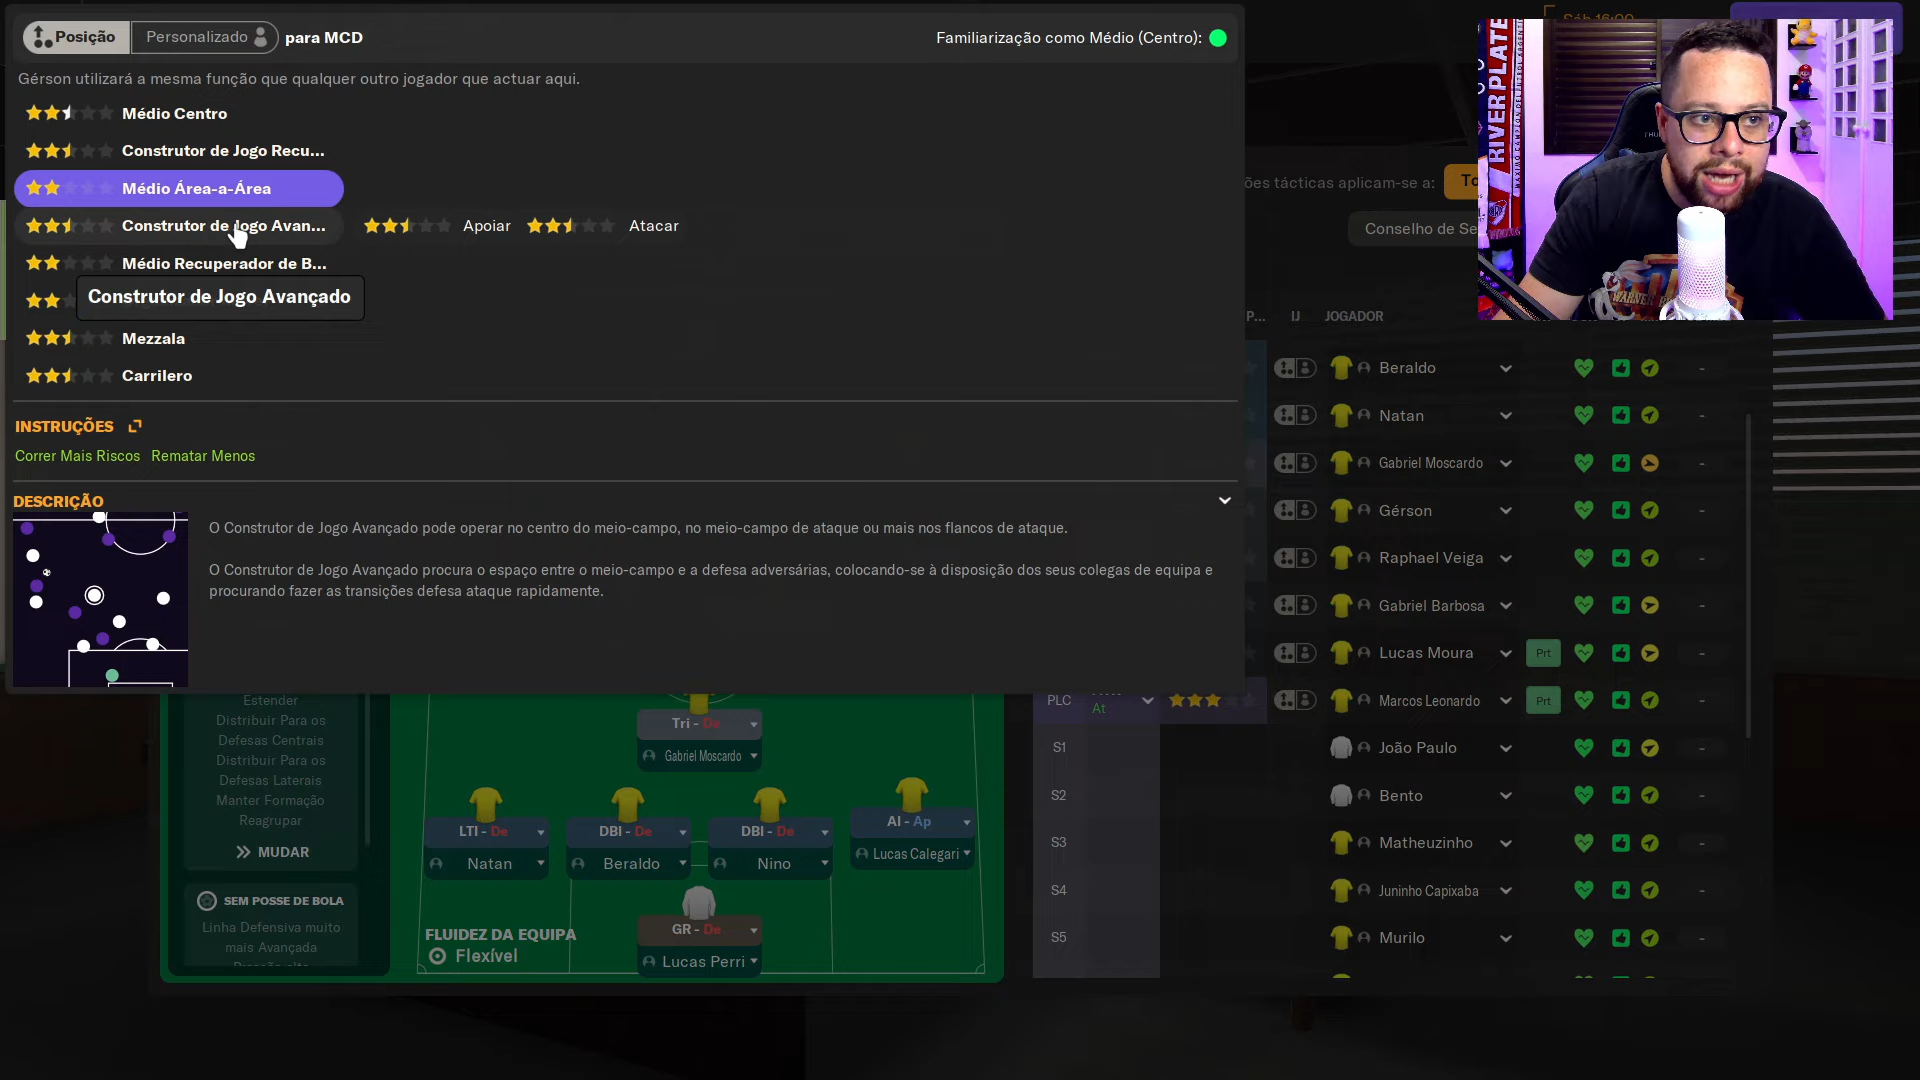 Posição Personalizado para MCD
Familiarização como Médio (Centro):
Gérson utilizará a mesma função que qualquer outro jogador que actuar aqui.
Médio Centro
Construtor de Jogo Recu...
Médio Área-a-Área
Construtor de Jogo Avan... Apoiar Atacar
Médio Recuperador de B...
Construtor de Jogo Avançado
Mezzala
Carrilero
INSTRUÇÕES
Correr Mais Riscos Rematar Menos
DESCRIÇÃO
O Construtor de Jogo Avançado pode operar no centro do meio-campo, no meio-campo de ataque ou mais nos flancos de ataque.
O Construtor de Jogo Avançado procura o espaço entre o meio-campo e a defesa adversárias, colocando-se à disposição dos seus colegas de equipa e
procurando fazer as transições defesa ataque rapidamente.
Estender
Distribuir Para os
Defesas Centrais
Distribuir Para os
Defesas Laterais
Manter Formação
Reagrupar
MUDAR
SEM POSSE DE BOLA
Linha Defensiva muito
mais Avançada
Tri - De
Gabriel Moscardo
LTI - De
Natan
DBI - De
Beraldo
DBI - De
Nino
AI - Ap
Lucas Calegari
GR - De
Lucas Perri
FLUIDEZ DA EQUIPA
Flexível
Sáb 16:00
RIVER PLATE
WARNER
ões tácticas aplicam-se a: To
Conselho de Se
P... IJ JOGADOR
Beraldo -
Natan -
Gabriel Moscardo -
Gérson -
Raphael Veiga -
Gabriel Barbosa -
Lucas Moura Prt -
PLC At Marcos Leonardo Prt -
S1 João Paulo -
S2 Bento -
S3 Matheuzinho -
S4 Juninho Capixaba -
S5 Murilo -